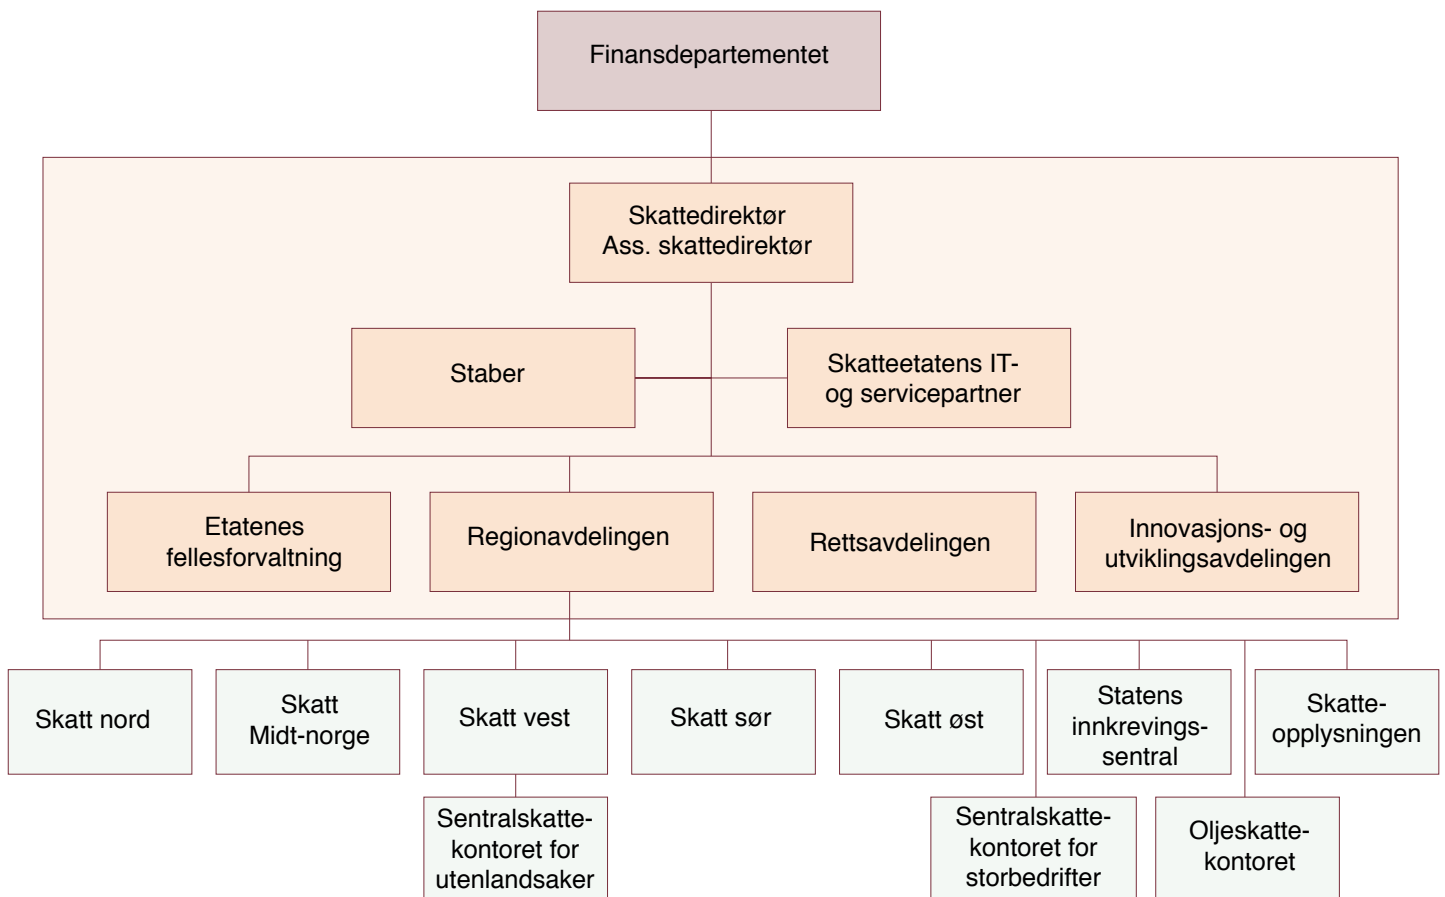 Finansdepartementet
Skattedirektør
Ass. skattedirektør
Staber
Skatteetatens IT-
og servicepartner
Etatenes
fellesforvaltning
Regionavdelingen
Rettsavdelingen
Innovasjons- og
utviklingsavdelingen
Skatt nord
Skatt
Midt-norge
Skatt vest
Skatt sør
Skatt øst
Statens
innkrevings-
sentral
Skatte-
opplysningen
Sentralskatte-
kontoret for
utenlandsaker
Sentralskatte-
kontoret for
storbedrifter
Oljeskatte-
kontoret